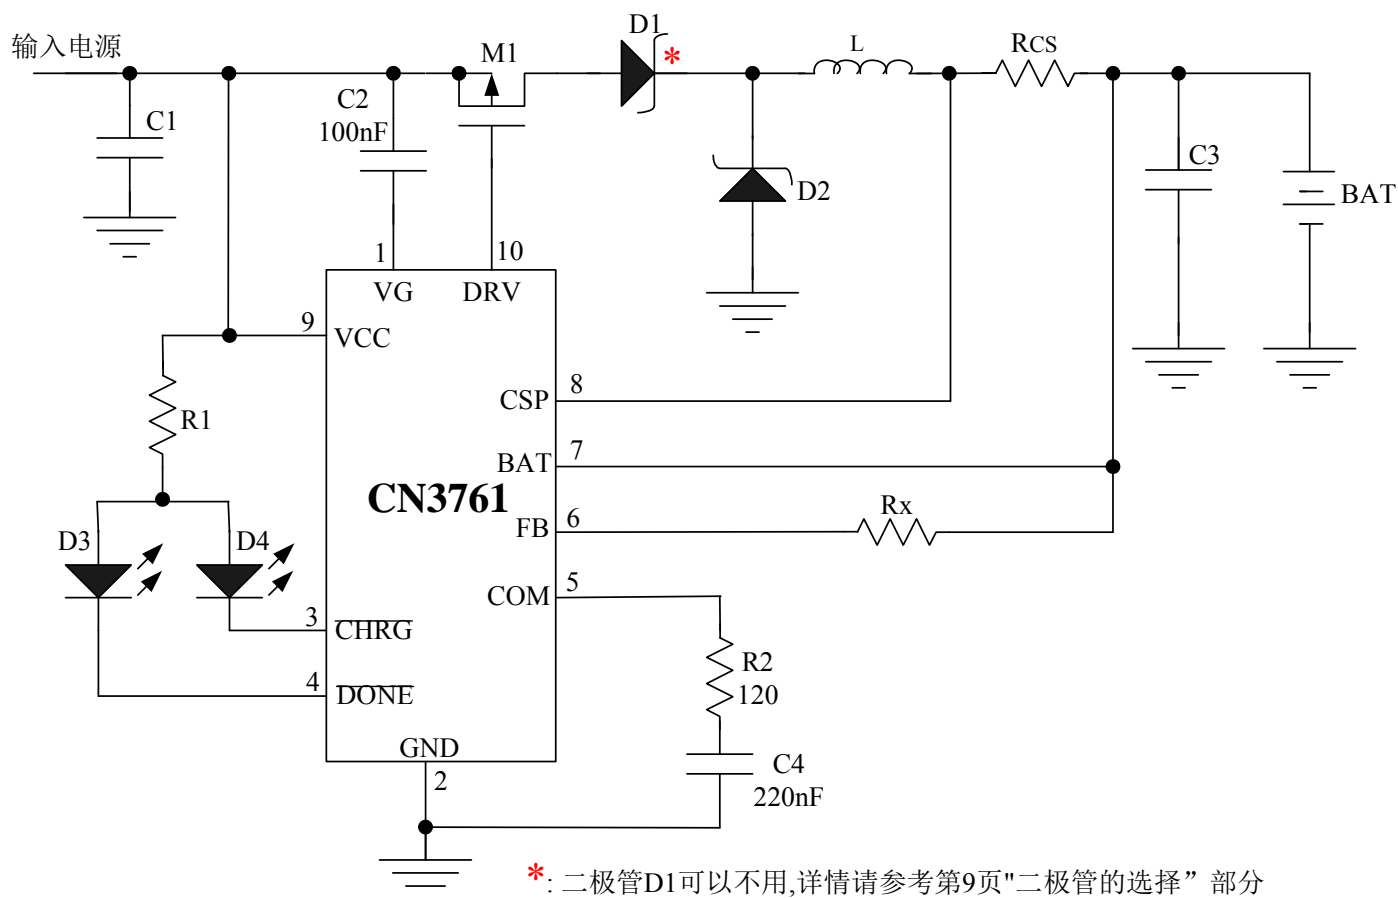 输入电源
D1
*
L
RCS
M1
C2
100nF
C1
C3
D2
BAT
1
10
VG
DRV
9
VCC
8
CSP
R1
7
BAT
CN3761
Rx
6
FB
D3
D4
5
COM
3
CHRG
R2
120
4
DONE
GND
2
C4
220nF
*: 二极管D1可以不用,详情请参考第9页"二极管的选择” 部分